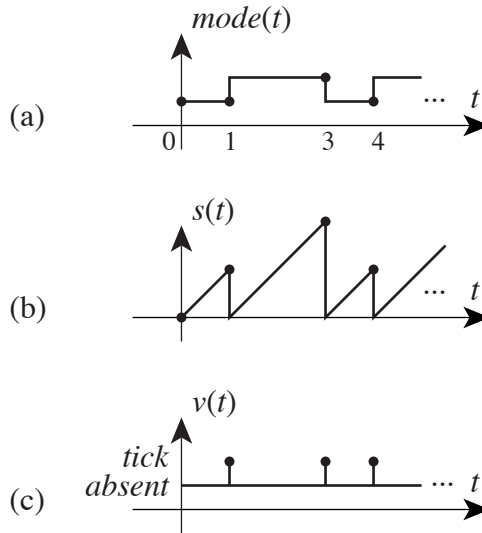 mode(t)
(a)
... t
0 1 3 4
s(t)
(b)
... t
v(t)
tick
absent
... t
(c)